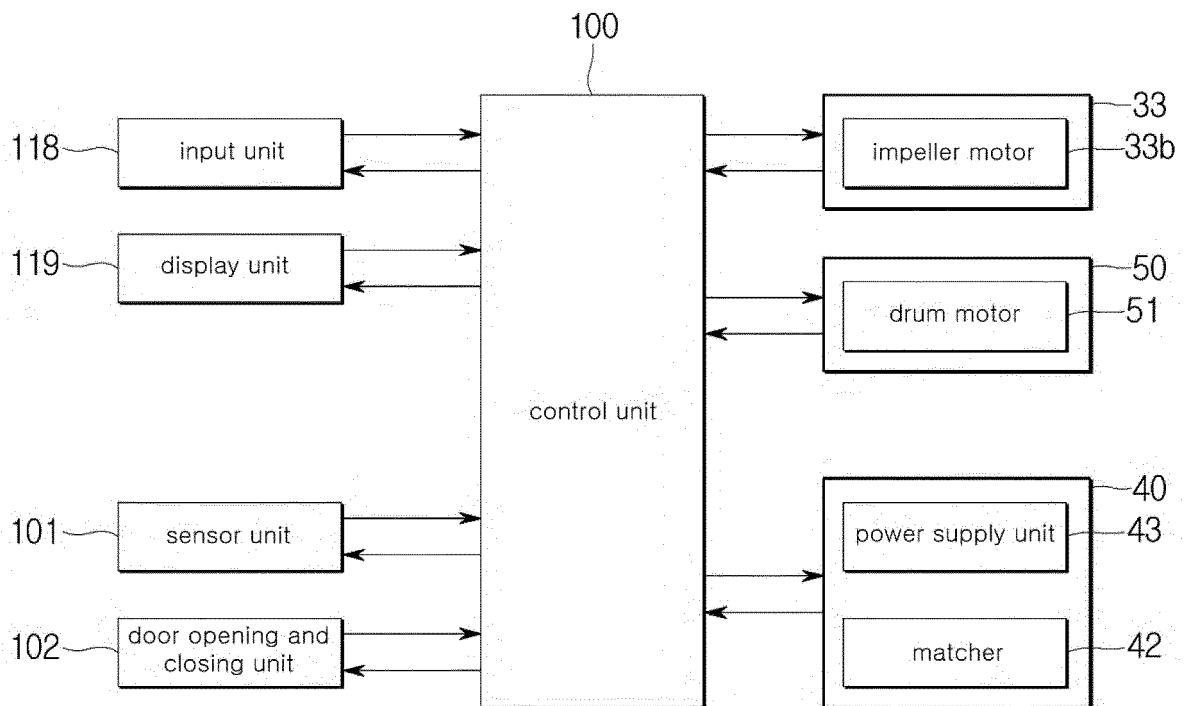 100
118
input unit
119
display unit
101
sensor unit
102
door opening and
closing unit
control unit
33
impeller motor
33b
50
drum motor
51
40
power supply unit
43
matcher
42